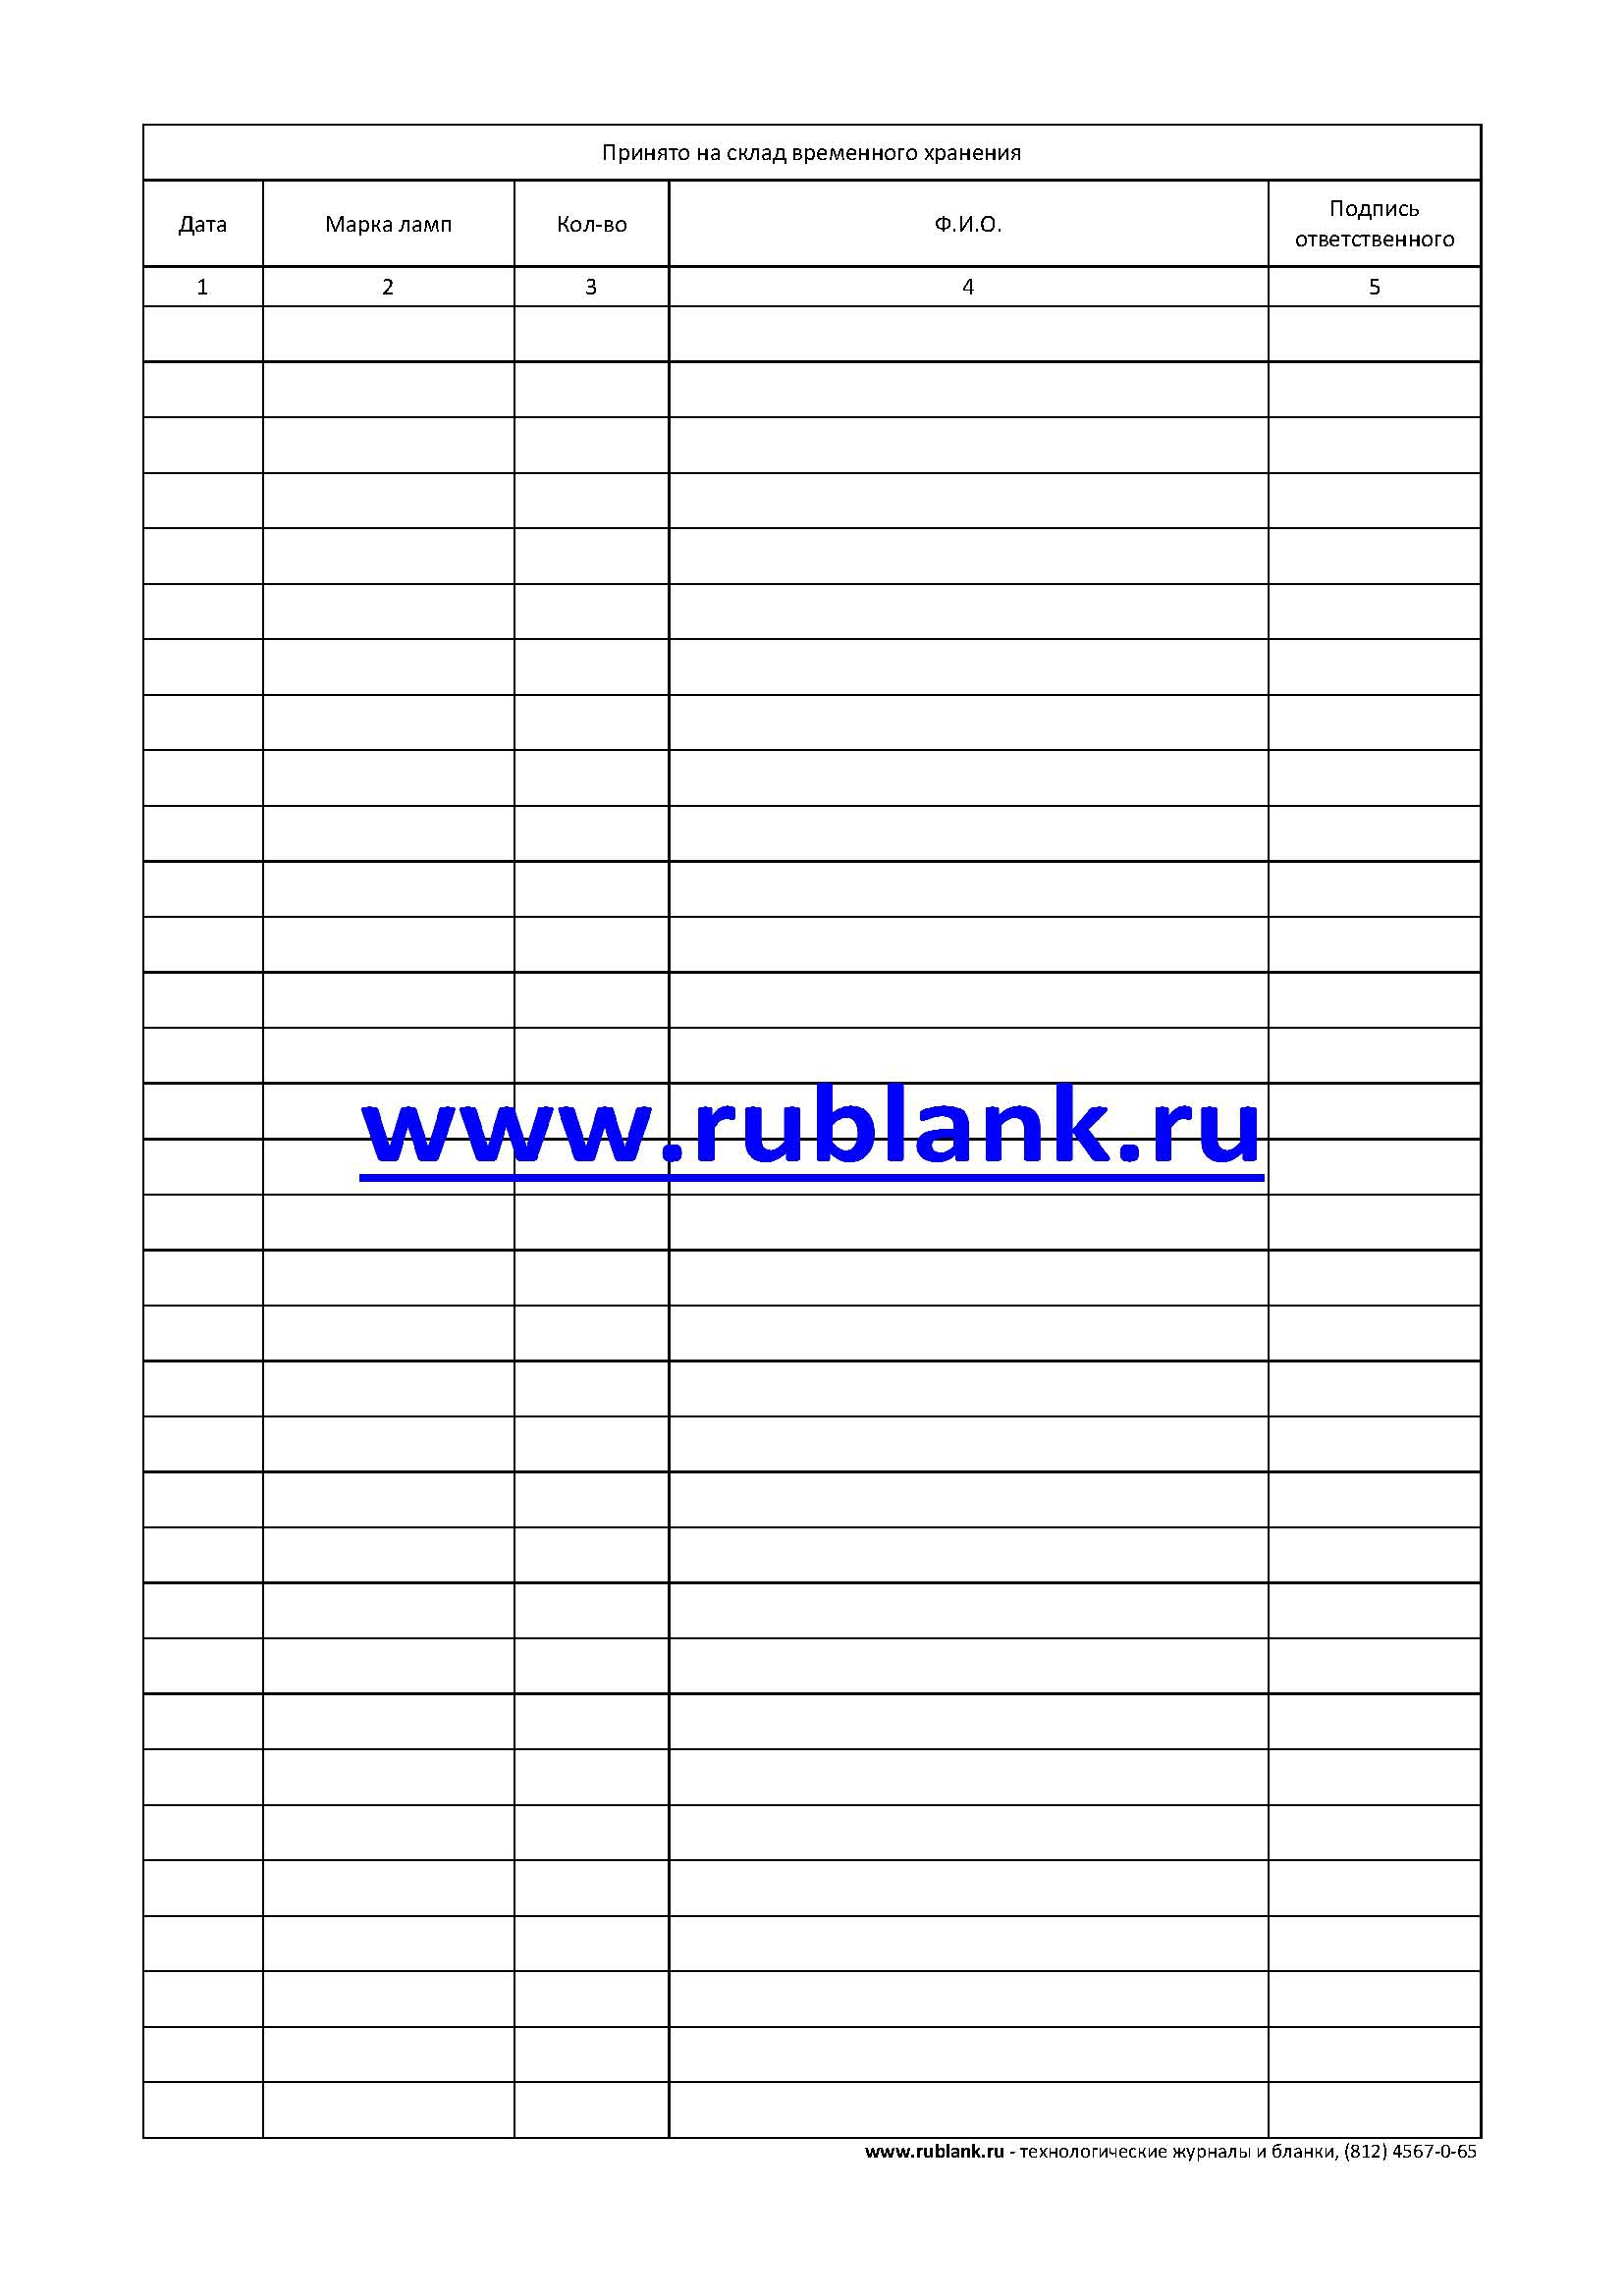 Принято на склад временного хранения
Дата
Марка ламп
Кол-во
Ф.И.О.
Подпись
ответственного
1
2
3
4
5
www.rublank.ru
www.rublank.ru - технологические журналы и бланки, (812) 4567-0-65